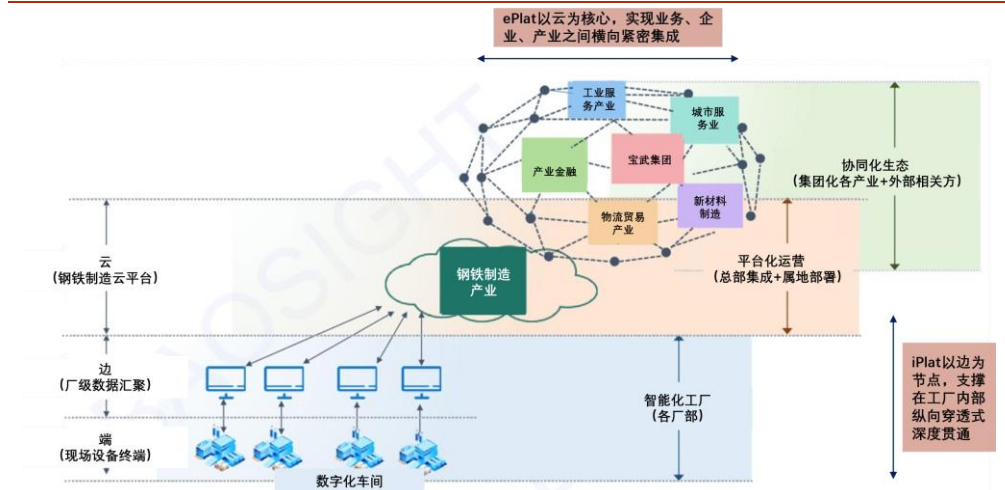 ePlat以云为核心，实现业务、企
业、产业之间横向紧密集成
工业服
务产业
城市服
务业
产业金融
宝武集团
新材料
制造
物流贸易
产业
协同化生态
(集团化各产业+外部相关方)
云
(钢铁制造云平台)
钢铁制造
产业
平台化运营
(总部集成+属地部署)
边
(厂级数据汇聚)
智能化工厂
(各厂部)
iPlat以边为
节点，支撑
在工厂内部
纵向穿透式
深度贯通
端
(现场设备终端)
数字化车间